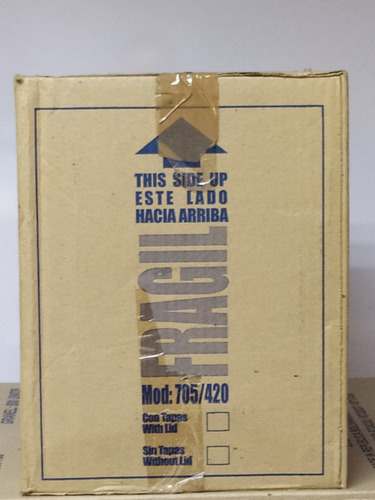 THIS SIDE UP
ESTE LADO
HACIA ARRIBA
FRAGIL
Mod: 705/420
Con Tapas
With Lid
Sin Tapas
Without Lid